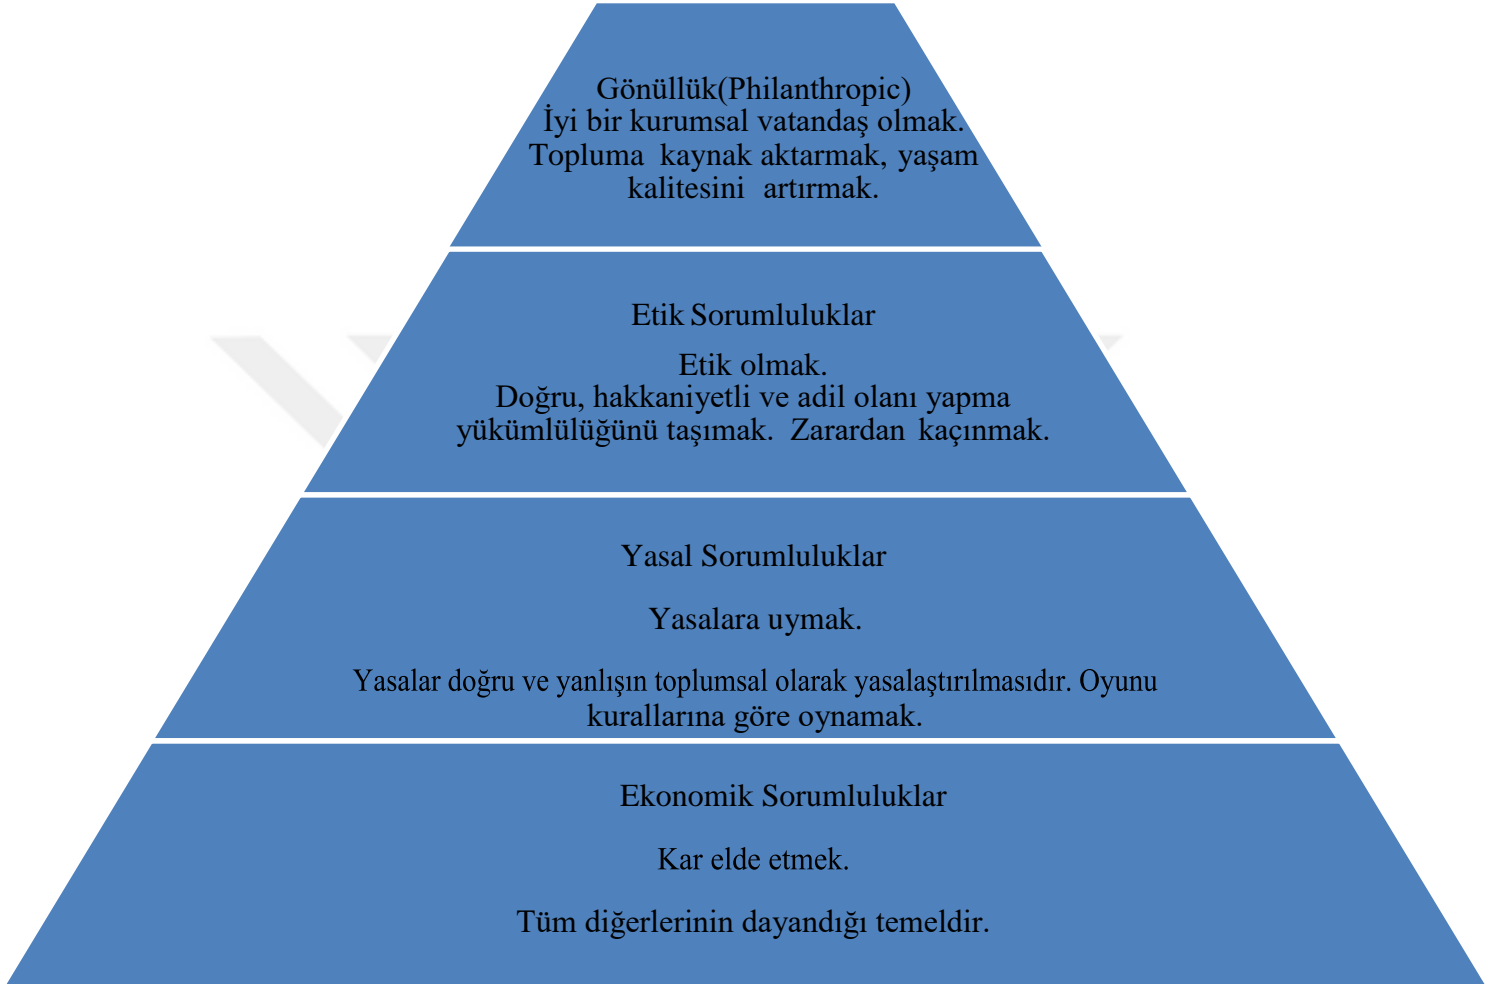 Gönüllük(Philanthropic)
İyi bir kurumsal vatandaş olmak.
Topluma kaynak aktarmak, yaşam
kalitesini artırmak.
Etik Sorumluluklar
Etik olmak.
Doğru, hakkaniyetli ve adil olanı yapma
yükümlülüğünü taşımak. Zarardan kaçınmak.
Yasal Sorumluluklar
Yasalara uymak.
Yasalar doğru ve yanlışın toplumsal olarak yasalaştırılmasıdır. Oyunu
kurallarına göre oynamak.
Ekonomik Sorumluluklar
Kar elde etmek.
Tüm diğerlerinin dayandığı temeldir.